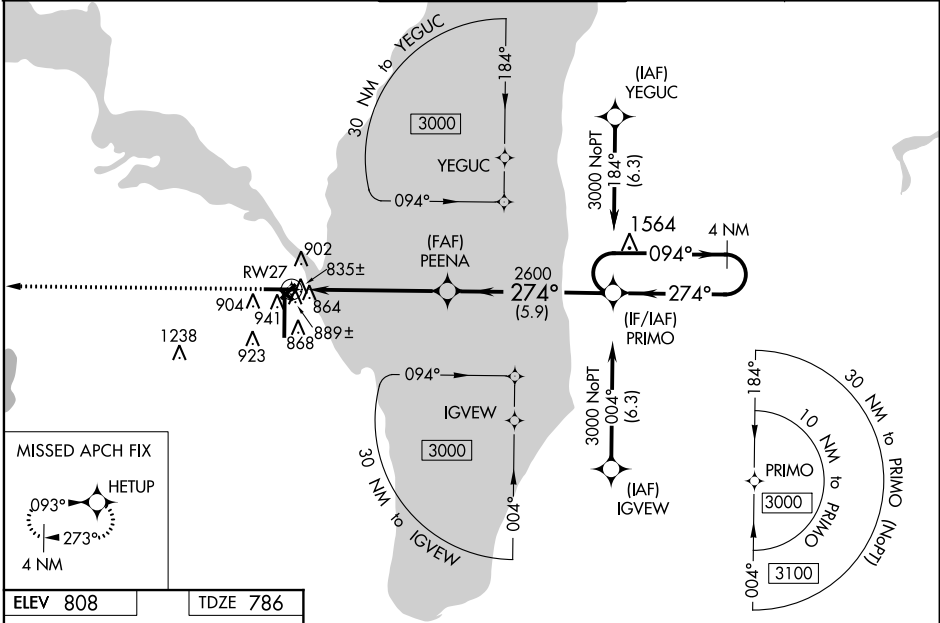 30 NM to YEGUC
184°
3000
YEGUC
094°
(IAF)
YEGUC
3000 NoPT
184°
(6.3)
1564
4 NM
094°
274°
(IF/IAF)
PRIMO
(FAF)
PEENA
2600
274°
(5.9)
902
RW27
835±
904
941
864
889±
868
1238
923
094°
IGVEW
3000
30 NM to IGVEW
004°
3000 NoPT
004°
(6.3)
(IAF)
IGVEW
184°
30 NM to PRIMO (NoPT)
10 NM to PRIMO
PRIMO
3000
3100
004°
MISSED APCH FIX
HETUP
093°
273°
4 NM
ELEV 808
TDZE 786